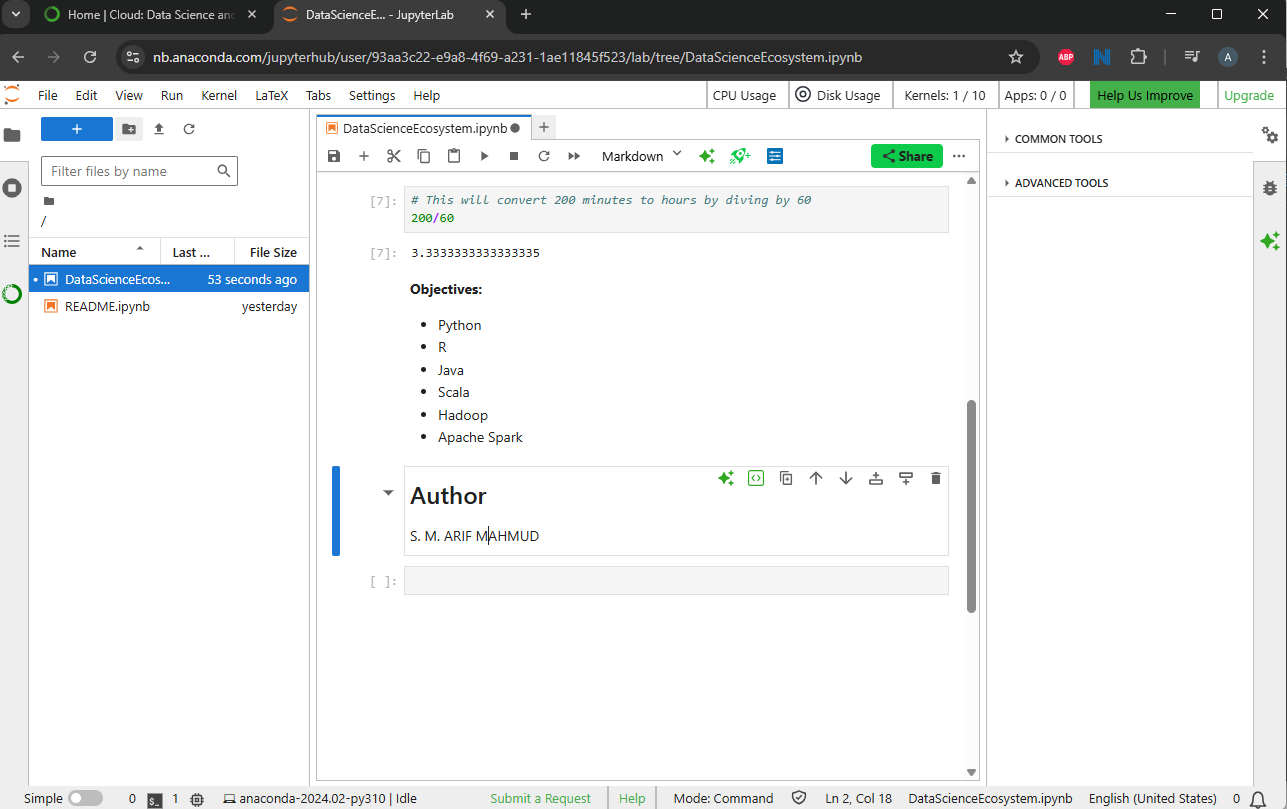 Home | Cloud: Data Science and
DataScienceE... - JupyterLab
nb.anaconda.com/jupyterhub/user/93aa3c22-e9a8-4f69-a231-1ae11845f523/lab/tree/DataScienceEcosystem.ipynb
ABP
N
A
File Edit View Run Kernel LaTeX Tabs Settings Help
CPU Usage
Disk Usage
Kernels: 1 / 10
Apps: 0 / 0
Help Us Improve
Upgrade
Filter files by name
/
Name Last ... File Size
DataScienceEcos... 53 seconds ago
README.ipynb yesterday
DataScienceEcosystem.ipynb
Markdown
Share
[7]: # This will convert 200 minutes to hours by diving by 60
200/60
[7]: 3.3333333333333335
Objectives:
• Python
• R
• Java
• Scala
• Hadoop
• Apache Spark
Author
S. M. ARIF MAHMUD
[ ]:
COMMON TOOLS
ADVANCED TOOLS
Simple 0 $_ 1 anaconda-2024.02-py310 | Idle Submit a Request Help Mode: Command Ln 2, Col 18 DataScienceEcosystem.ipynb English (United States) 0